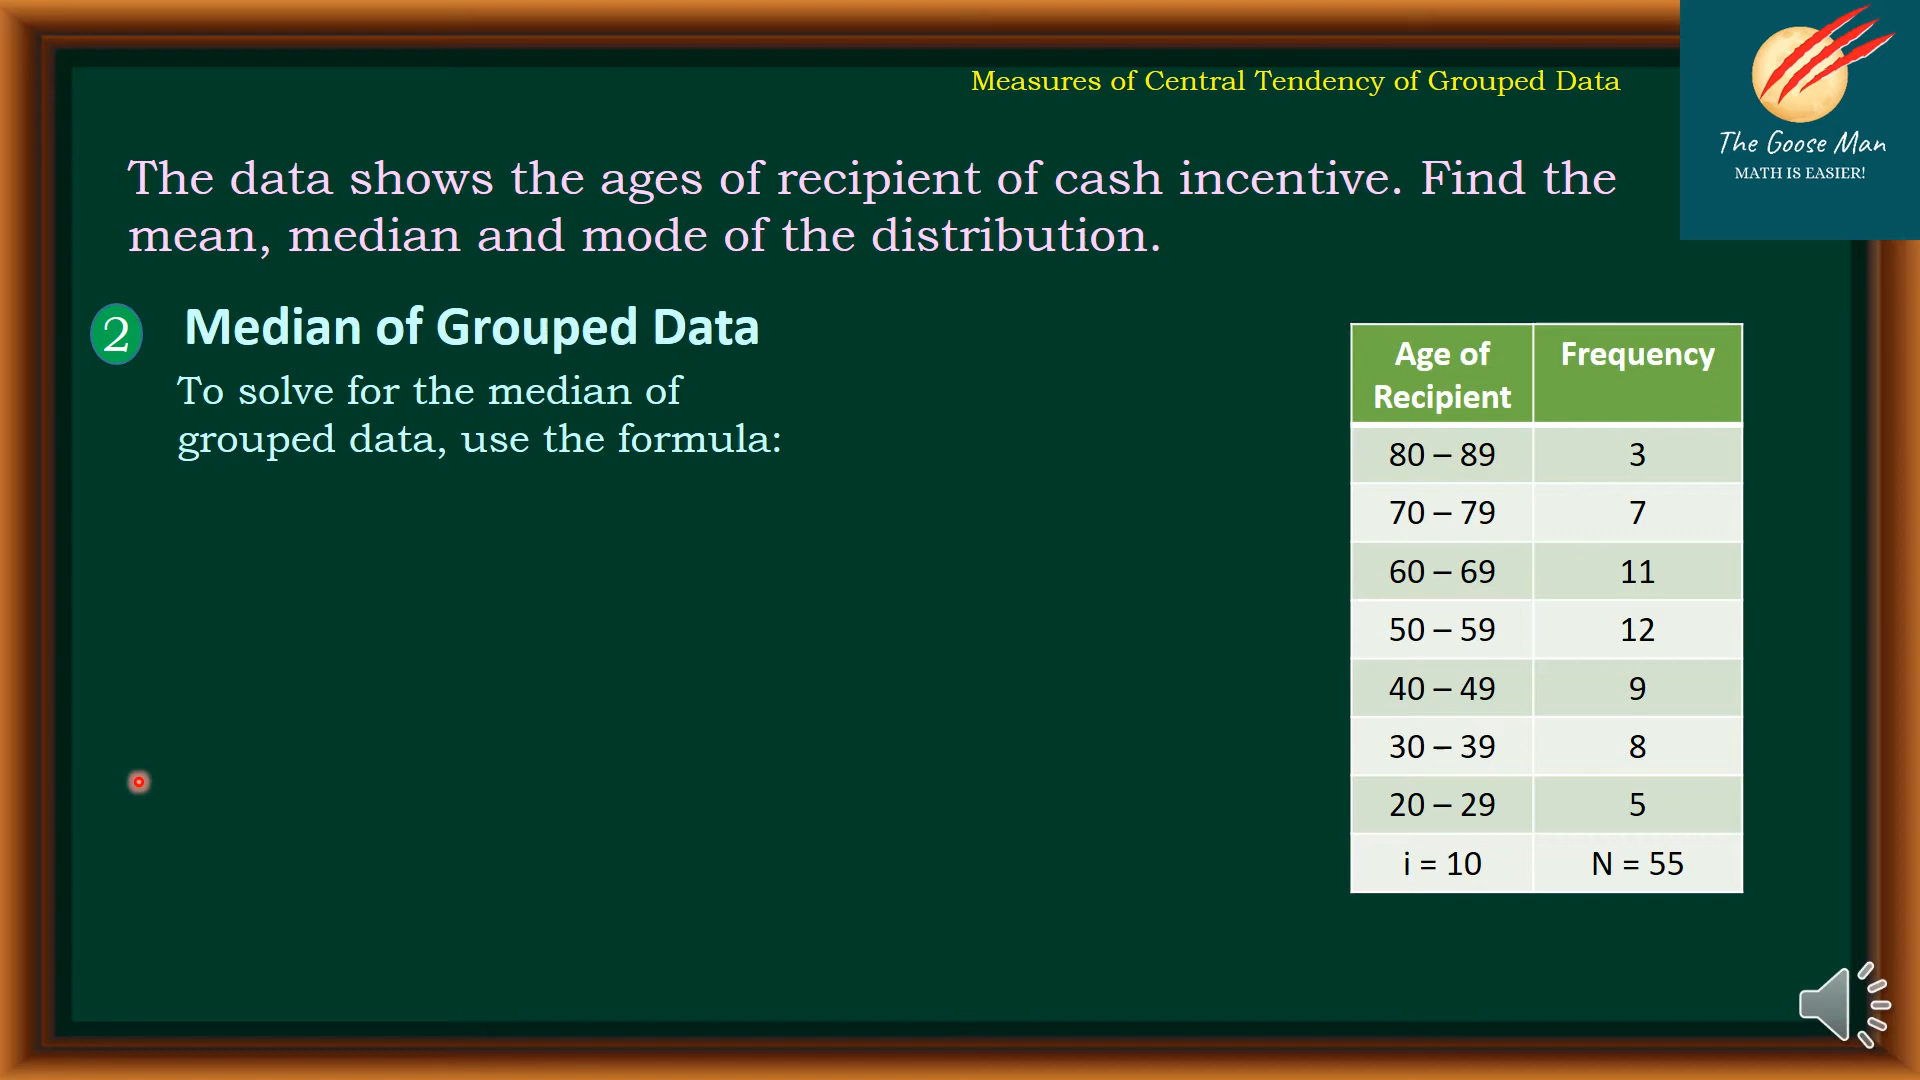 Measures of Central Tendency of Grouped Data
The Goose Man
MATH IS EASIER!
The data shows the ages of recipient of cash incentive. Find the
mean, median and mode of the distribution.
2 Median of Grouped Data
To solve for the median of
grouped data, use the formula:
Age of Recipient Frequency
80 – 89 3
70 – 79 7
60 – 69 11
50 – 59 12
40 – 49 9
30 – 39 8
20 – 29 5
i = 10 N = 55